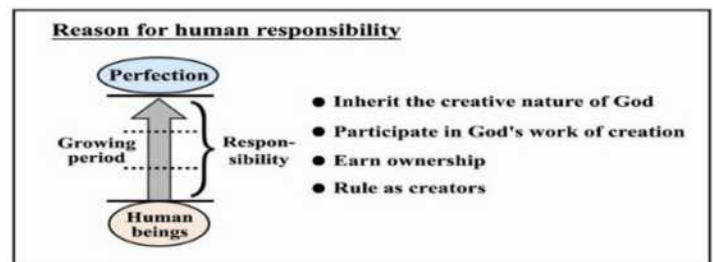 Reason for human responsibility
Perfection
Growing
period
Respon-
sibility
Human
beings
● Inherit the creative nature of God
● Participate in God's work of creation
● Earn ownership
● Rule as creators